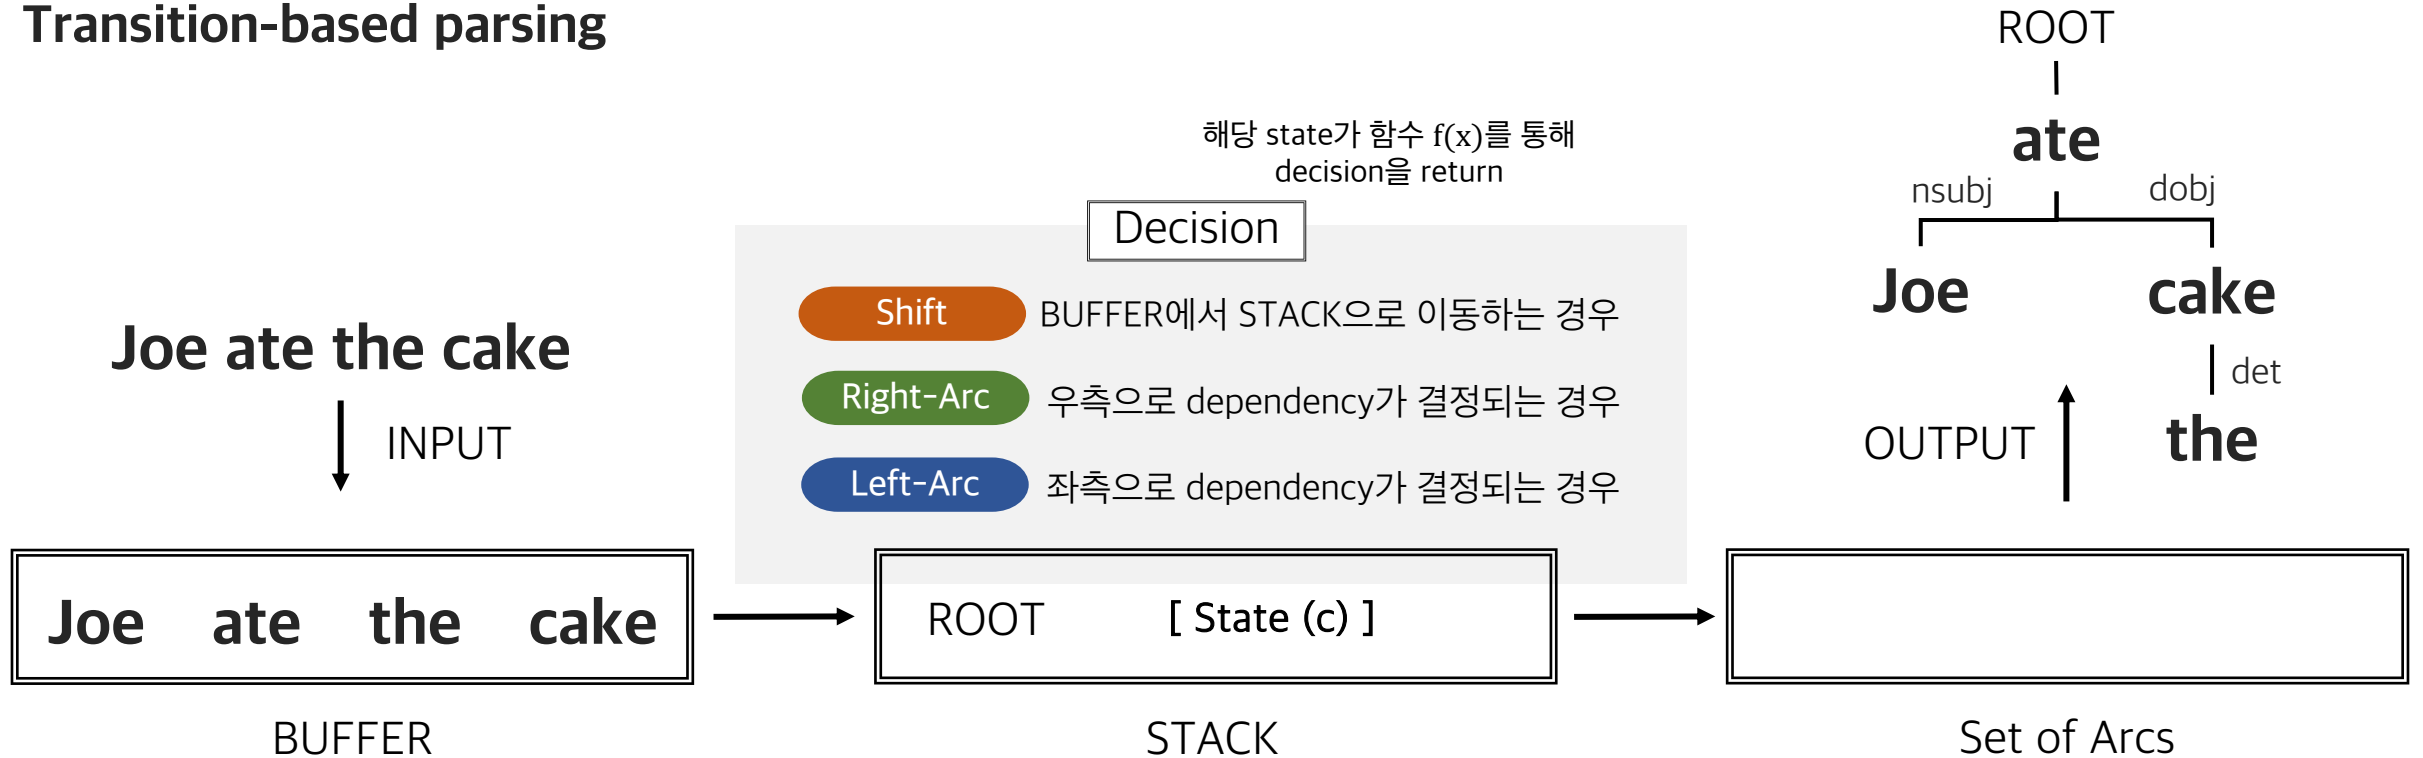 Transition-based parsing
Joe ate the cake
INPUT
Joe ate the cake
BUFFER
해당 state가 함수 f(x)를 통해
decision을 return
Decision
Shift BUFFER에서 STACK으로 이동하는 경우
Right-Arc 우측으로 dependency가 결정되는 경우
Left-Arc 좌측으로 dependency가 결정되는 경우
ROOT [ State (c) ]
STACK
ROOT
ate
nsubj dobj
Joe cake
det
the
OUTPUT
Set of Arcs